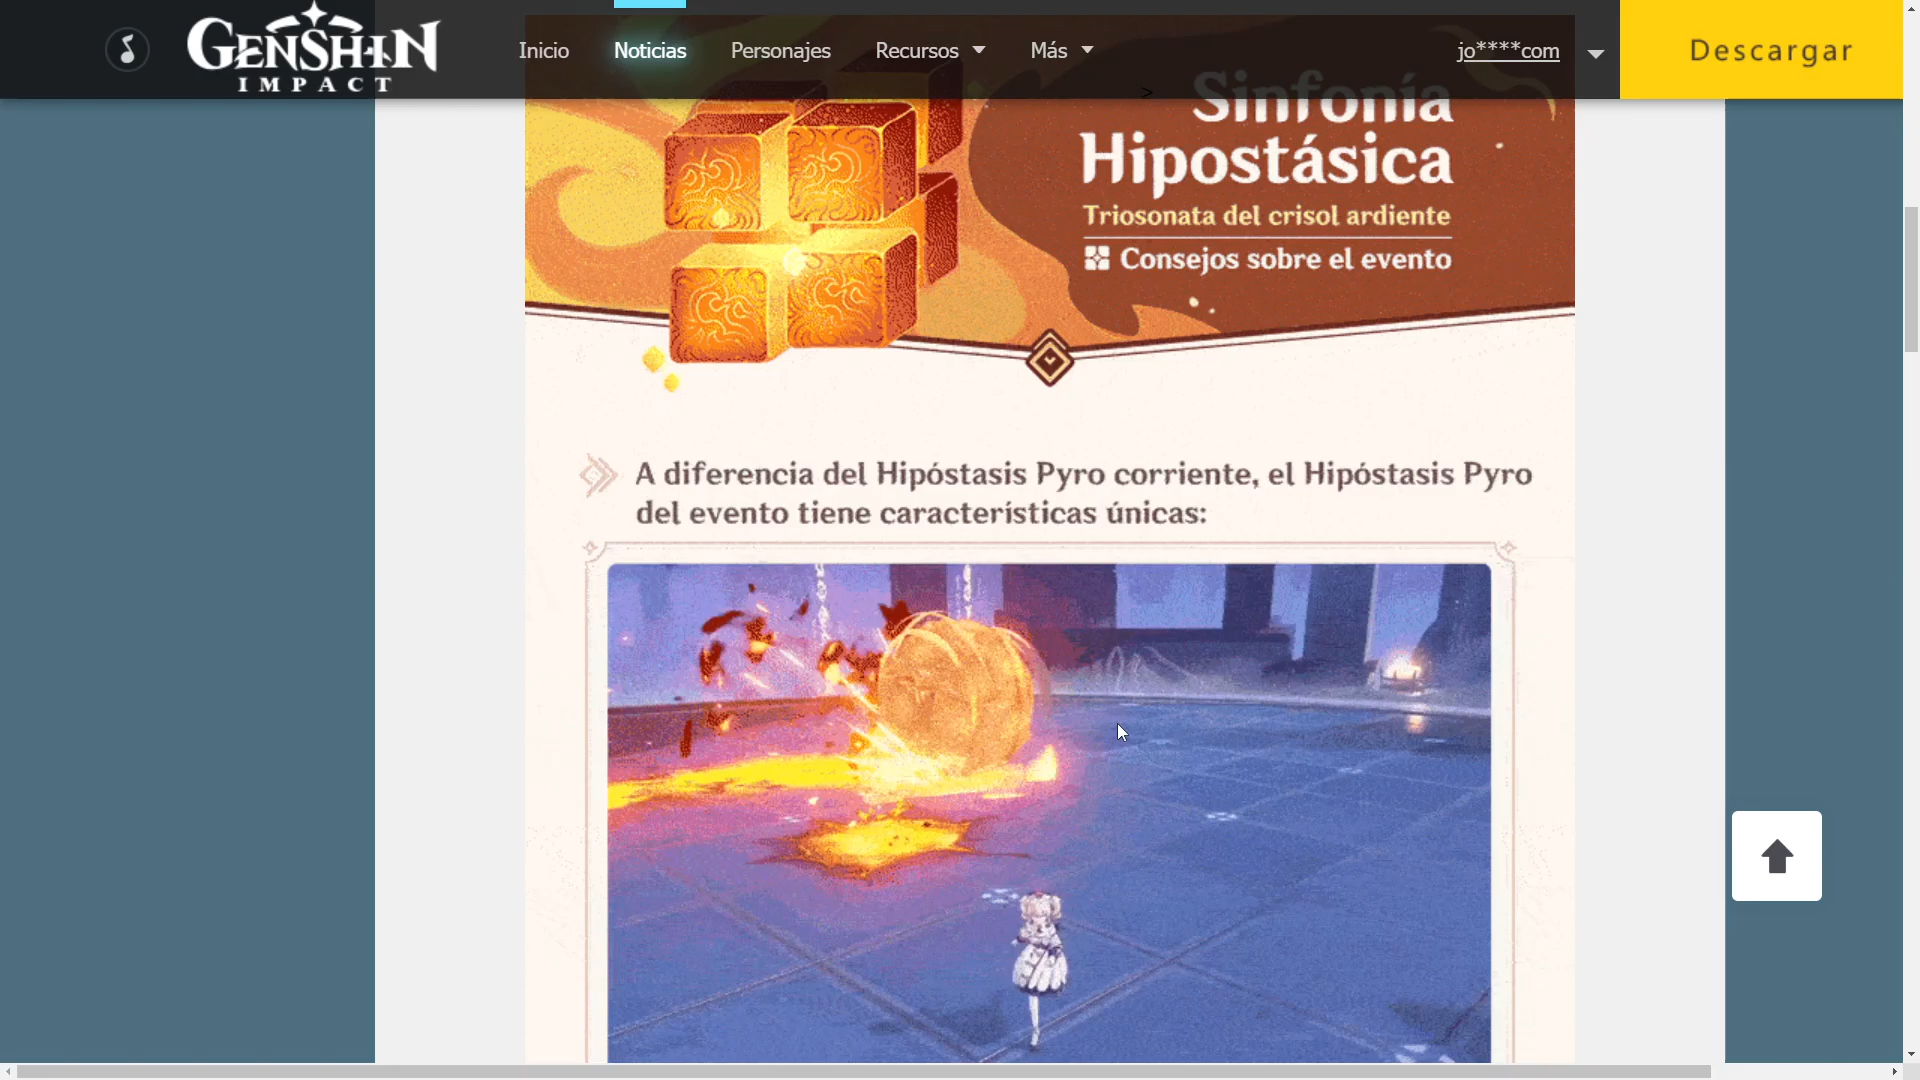 GENSHIN
IMPACT
Inicio
Noticias
Personajes
Recursos
Más
jo****com
Descargar
>
Sinfonía
Hipostásica
Triosonata del crisol ardiente
Consejos sobre el evento
A diferencia del Hipóstasis Pyro corriente, el Hipóstasis Pyro
del evento tiene características únicas: